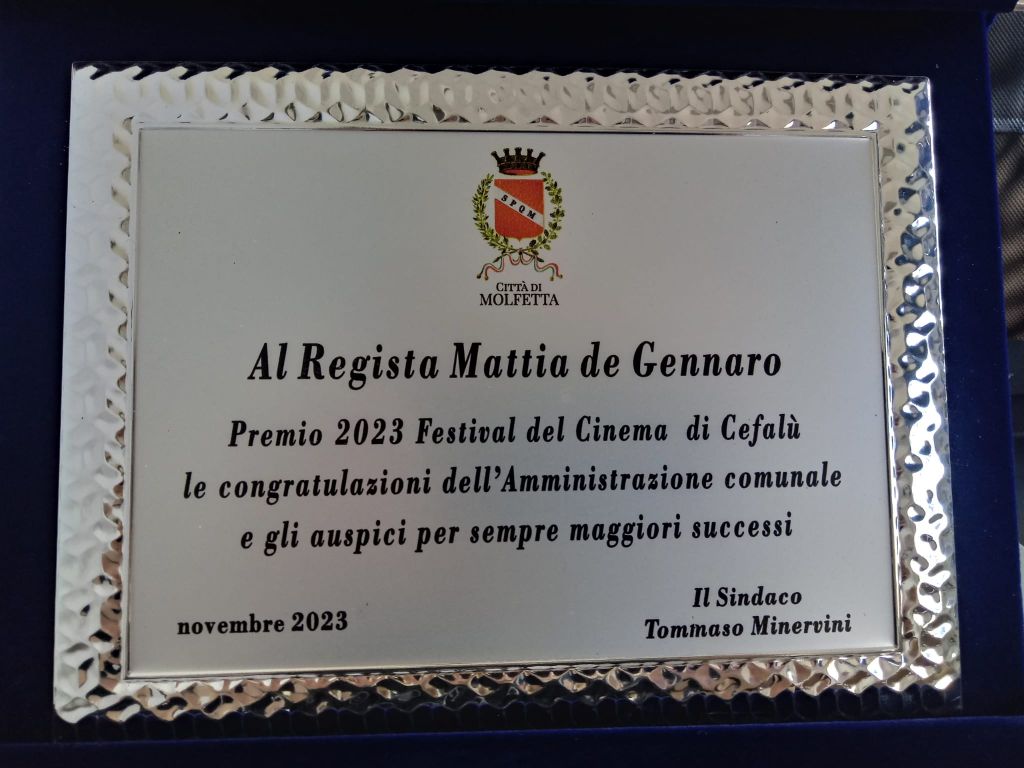 SPQM
CITTÀ DI
MOLFETTA
Al Regista Mattia de Gennaro
Premio 2023 Festival del Cinema di Cefalù
le congratulazioni dell'Amministrazione comunale
e gli auspici per sempre maggiori successi
novembre 2023
Il Sindaco
Tommaso Minervini